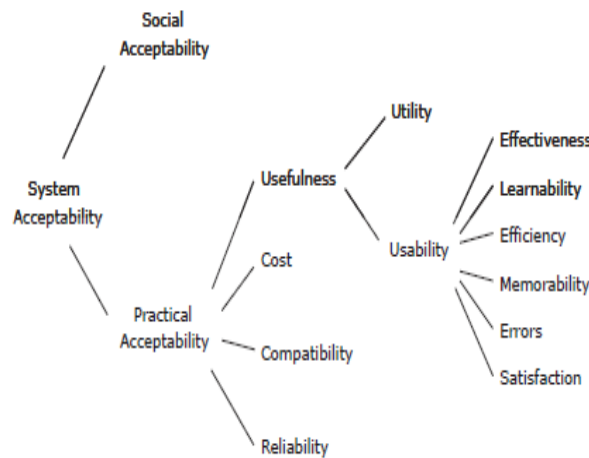 Social
Acceptability
System
Acceptability
Practical
Acceptability
Usefulness
Cost
Compatibility
Reliability
Utility
Usability
Effectiveness
Learnability
Efficiency
Memorability
Errors
Satisfaction